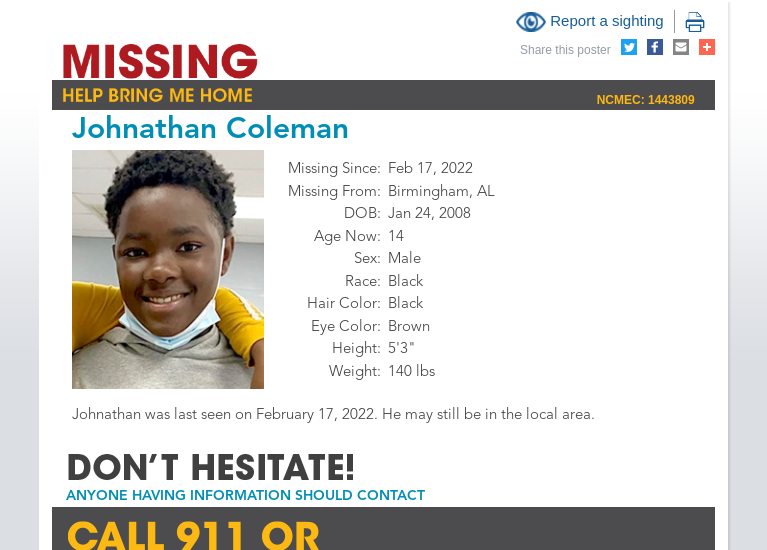 Report a sighting
Share this poster
MISSING
HELP BRING ME HOME
NCMEC: 1443809
Johnathan Coleman
Missing Since: Feb 17, 2022
Missing From: Birmingham, AL
DOB: Jan 24, 2008
Age Now: 14
Sex: Male
Race: Black
Hair Color: Black
Eye Color: Brown
Height: 5'3"
Weight: 140 lbs
Johnathan was last seen on February 17, 2022. He may still be in the local area.
DON'T HESITATE!
ANYONE HAVING INFORMATION SHOULD CONTACT
CALL 911 OR